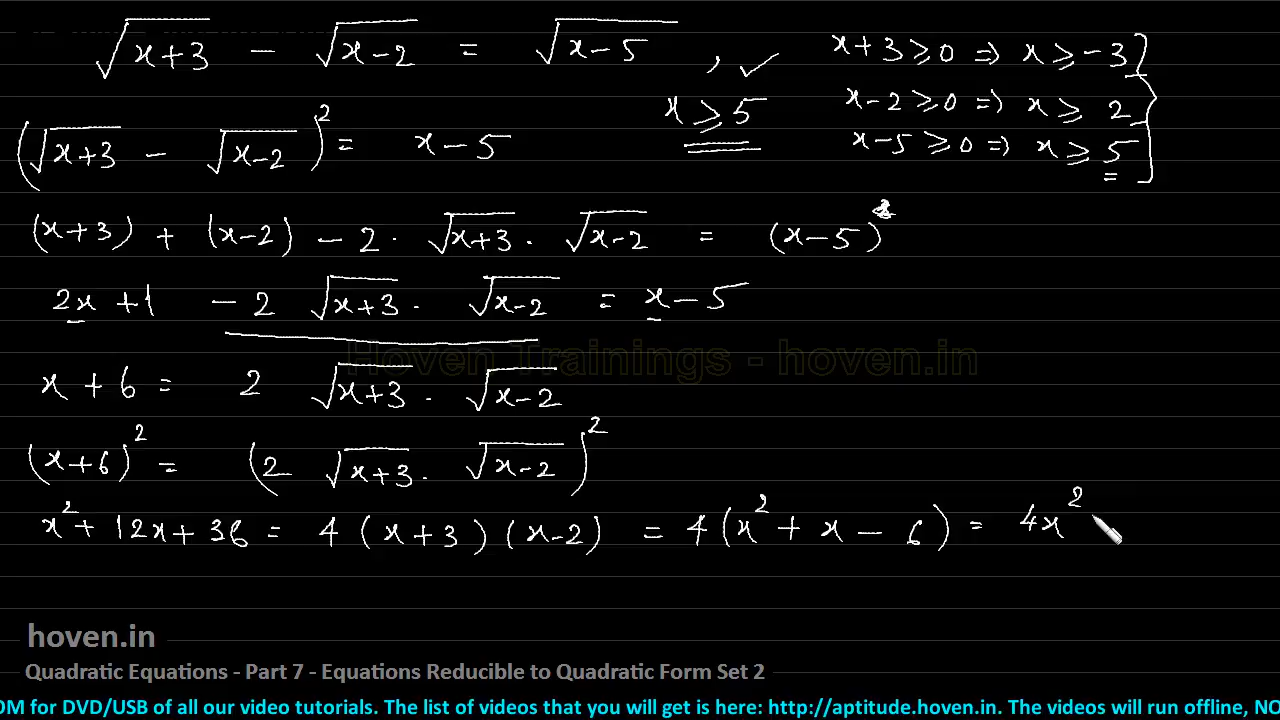 √(x+3) − √(x−2) = √(x−5) , ✓ x+3 ⩾ 0 ⇒ x ⩾ −3
x ⩾ 5 x−2 ⩾ 0 ⇒ x ⩾ 2
(√(x+3) − √(x−2))² = x−5 x−5 ⩾ 0 ⇒ x ⩾ 5
(x+3) + (x−2) − 2 · √(x+3) · √(x−2) = (x−5)
2x + 1 − 2 √(x+3) · √(x−2) = x−5
Hoven Trainings - hoven.in
x + 6 = 2 √(x+3) · √(x−2)
(x+6)² = (2 √(x+3) · √(x−2))²
x² + 12x + 36 = 4 (x+3) (x−2) = 4 (x² + x − 6) = 4x²
hoven.in
Quadratic Equations - Part 7 - Equations Reducible to Quadratic Form Set 2
OM for DVD/USB of all our video tutorials. The list of videos that you will get is here: http://aptitude.hoven.in. The videos will run offline, NO